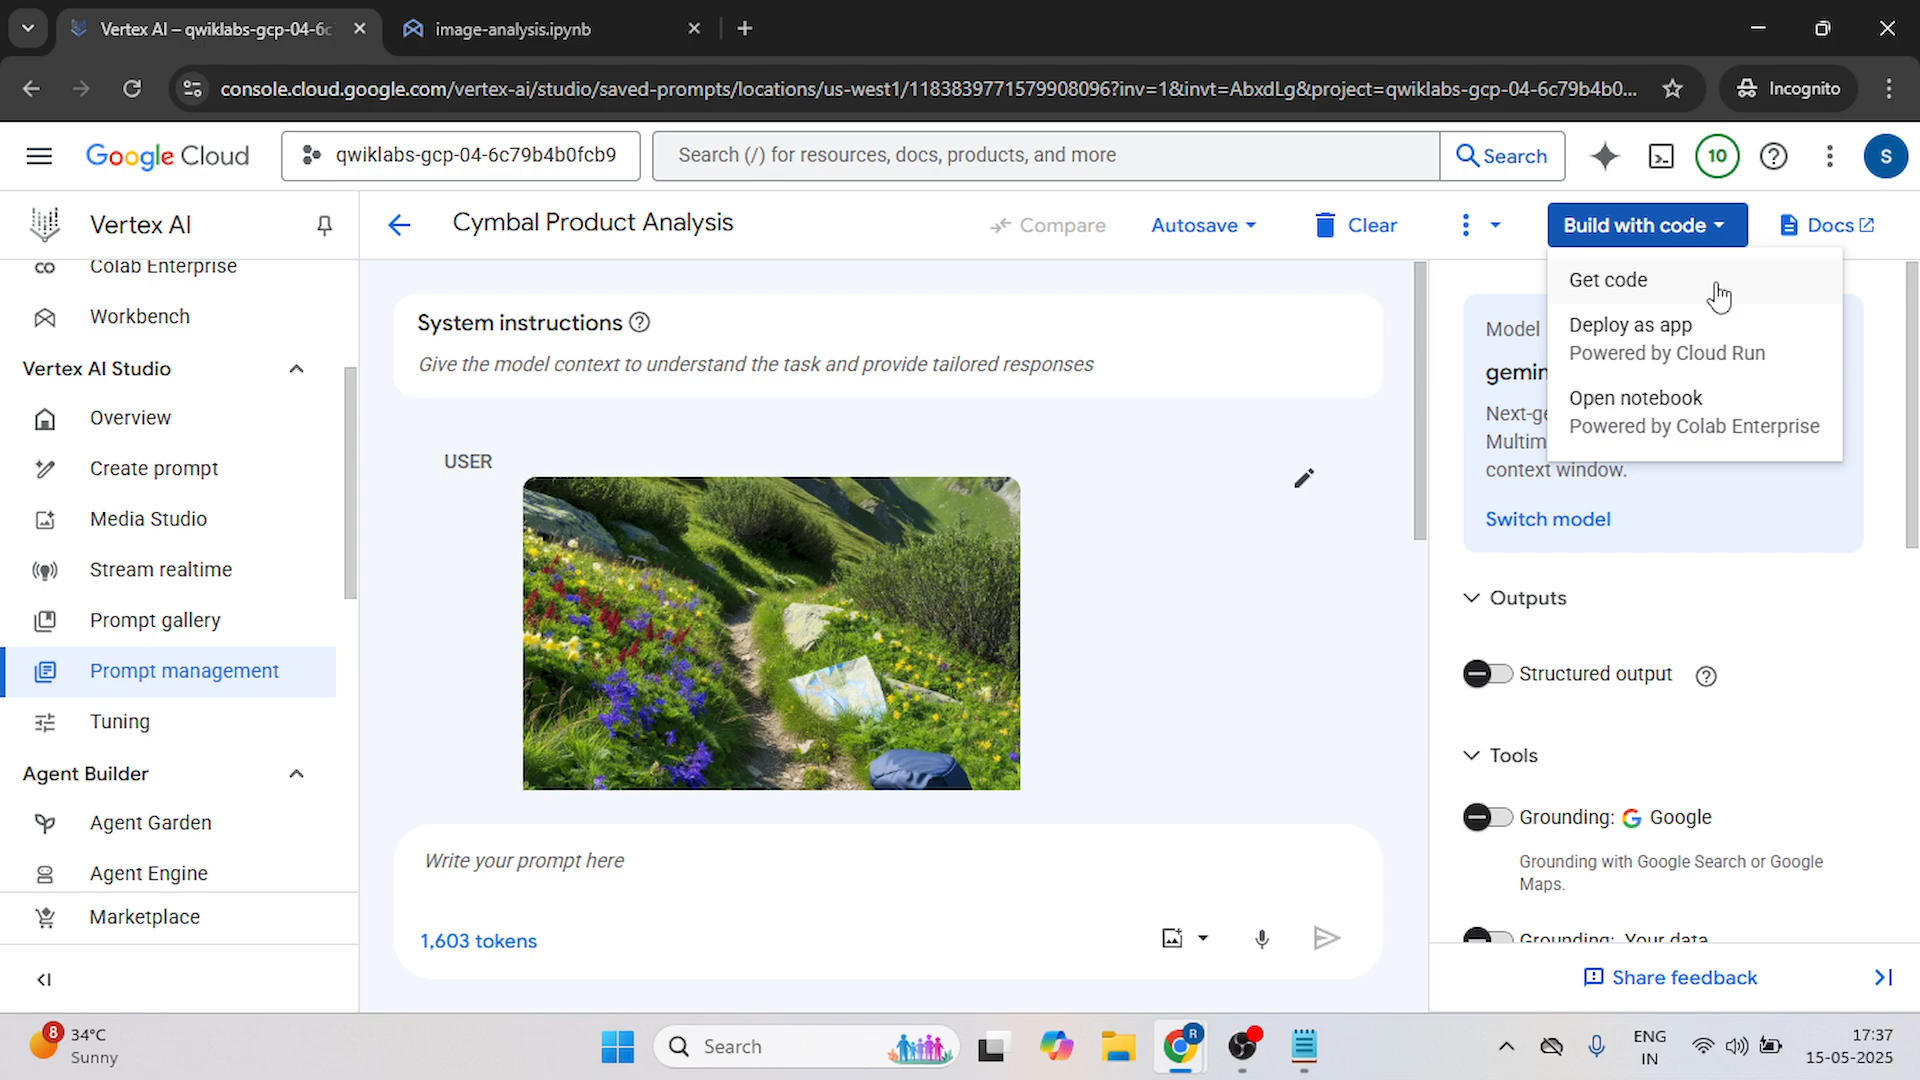 Vertex AI – qwiklabs-gcp-04-6c
image-analysis.ipynb
console.cloud.google.com/vertex-ai/studio/saved-prompts/locations/us-west1/1183839771579908096?inv=1&invt=AbxdLg&project=qwiklabs-gcp-04-6c79b4b0...
Incognito
Google Cloud
qwiklabs-gcp-04-6c79b4b0fcb9
Search (/) for resources, docs, products, and more
Search
10
S
Vertex AI
Cymbal Product Analysis
Compare
Autosave
Clear
Build with code
Docs
Colab Enterprise
Workbench
Vertex AI Studio
Overview
Create prompt
Media Studio
Stream realtime
Prompt gallery
Prompt management
Tuning
Agent Builder
Agent Garden
Agent Engine
Marketplace
System instructions
Give the model context to understand the task and provide tailored responses
USER
Write your prompt here
1,603 tokens
Get code
Deploy as app
Powered by Cloud Run
Open notebook
Powered by Colab Enterprise
Model
gemin
Next-ge
Multim
context window.
Switch model
Outputs
Structured output
Tools
Grounding: Google
Grounding with Google Search or Google
Maps.
Grounding: Your data
Share feedback
8
34°C
Sunny
Search
R
ENG
IN
17:37
15-05-2025